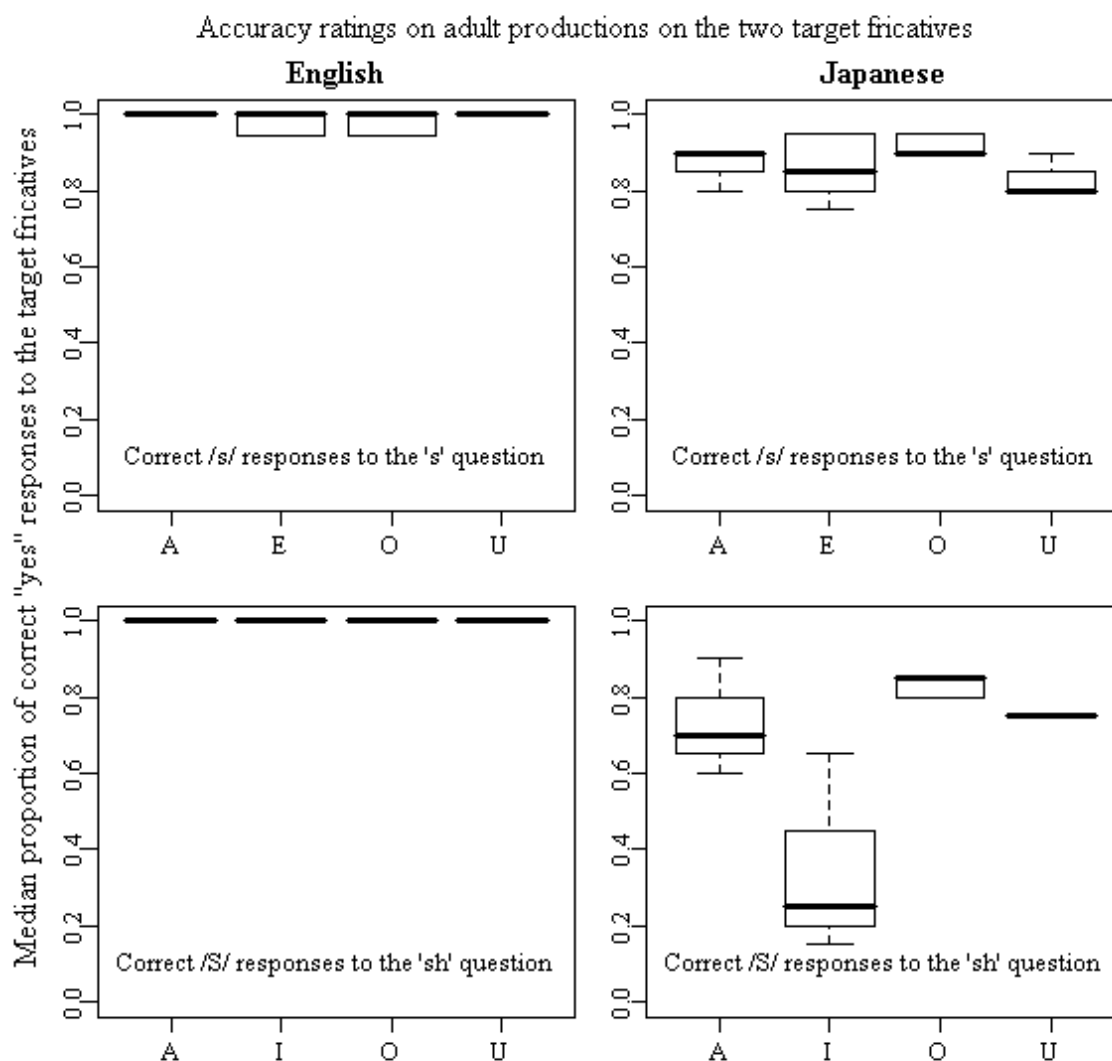 Accuracy ratings on adult productions on the two target fricatives
English
Japanese
Median proportion of correct "yes" responses to the target fricatives
1.0
0.8
0.6
0.4
0.2
0.0
Correct /s/ responses to the 's' question
A E O U
1.0
0.8
0.6
0.4
0.2
0.0
Correct /s/ responses to the 's' question
A E O U
1.0
0.8
0.6
0.4
0.2
0.0
Correct /S/ responses to the 'sh' question
A I O U
1.0
0.8
0.6
0.4
0.2
0.0
Correct /S/ responses to the 'sh' question
A I O U